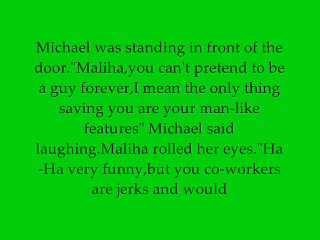 Michael was standing in front of the
door."Maliha,you can't pretend to be
a guy forever,I mean the only thing
saving you are your man-like
features" Michael said
laughing.Maliha rolled her eyes."Ha
-Ha very funny,but you co-workers
are jerks and would